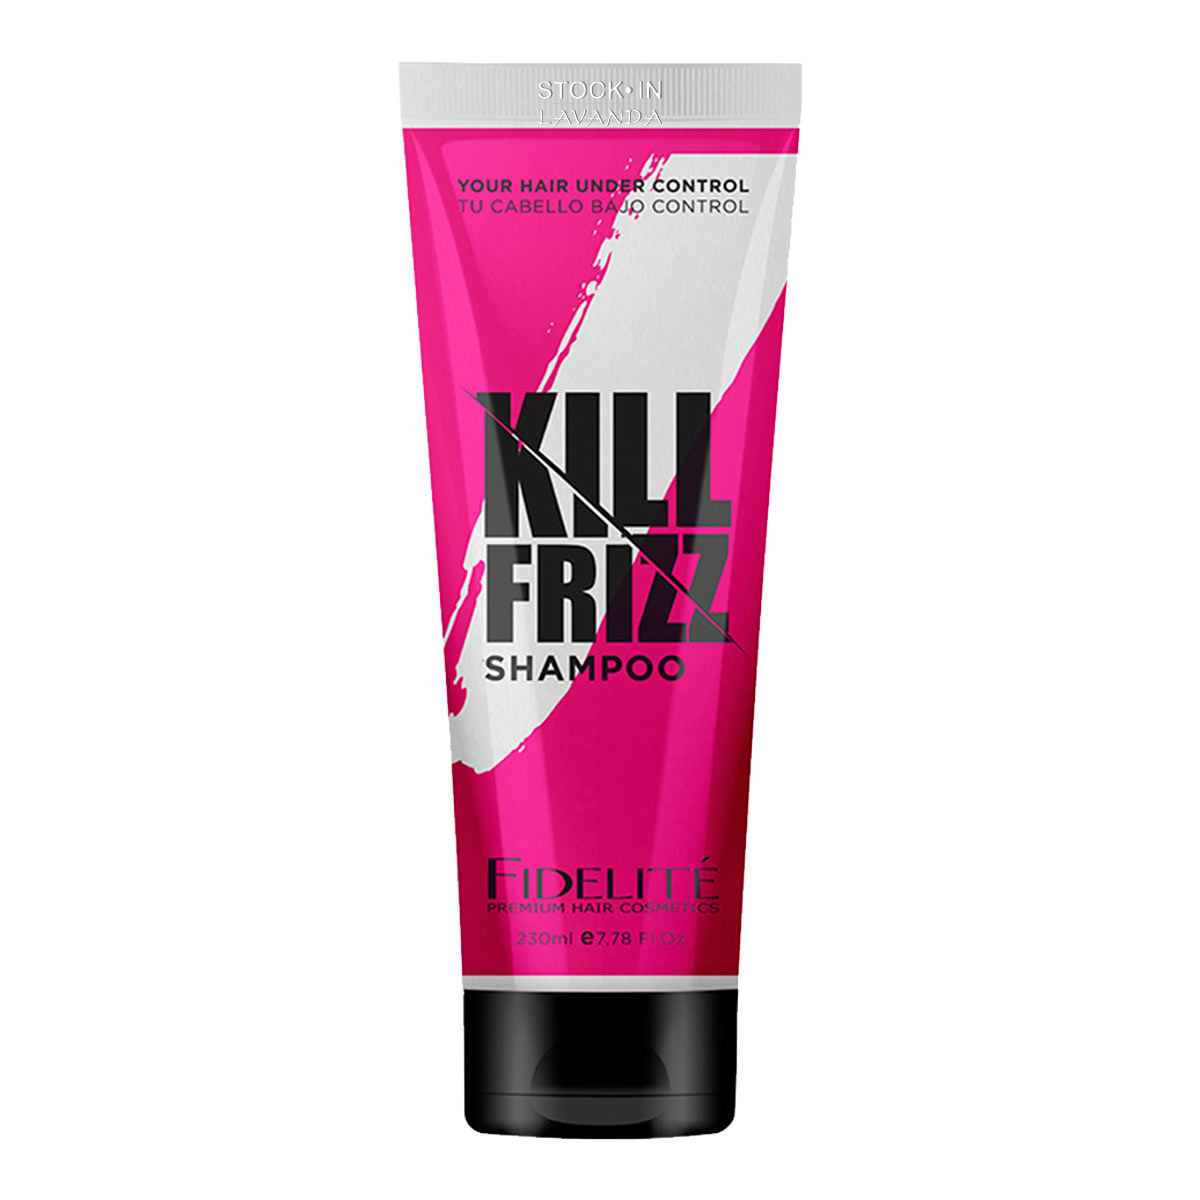 STOCK•IN
LAVANDA
YOUR HAIR UNDER CONTROL
TU CABELLO BAJO CONTROL
KILL
FRIZZ
SHAMPOO
FIDELITÉ
PREMIUM HAIR COSMETICS
230ml e7,78 Fl.Oz.